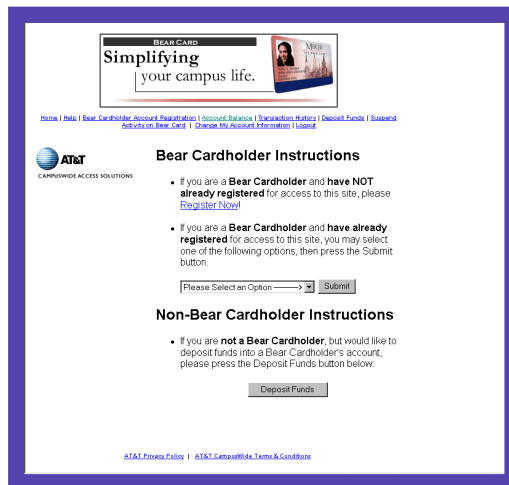 BEAR CARD
Simplifying
your campus life.
MERCER
Home | Help | Bear Cardholder Account Registration | Account Balance | Transaction History | Deposit Funds | Suspend
Activity on Bear Card | Change My Account Information | Logout
AT&T
CAMPUSWIDE ACCESS SOLUTIONS
Bear Cardholder Instructions
• If you are a Bear Cardholder and have NOT
already registered for access to this site, please
Register Now!
• If you are a Bear Cardholder and have already
registered for access to this site, you may select
one of the following options, then press the Submit
button.
Please Select an Option ———> Submit
Non-Bear Cardholder Instructions
• If you are not a Bear Cardholder, but would like to
deposit funds into a Bear Cardholder's account,
please press the Deposit Funds button below:
Deposit Funds
AT&T Privacy Policy | AT&T CampusWide Terms & Conditions